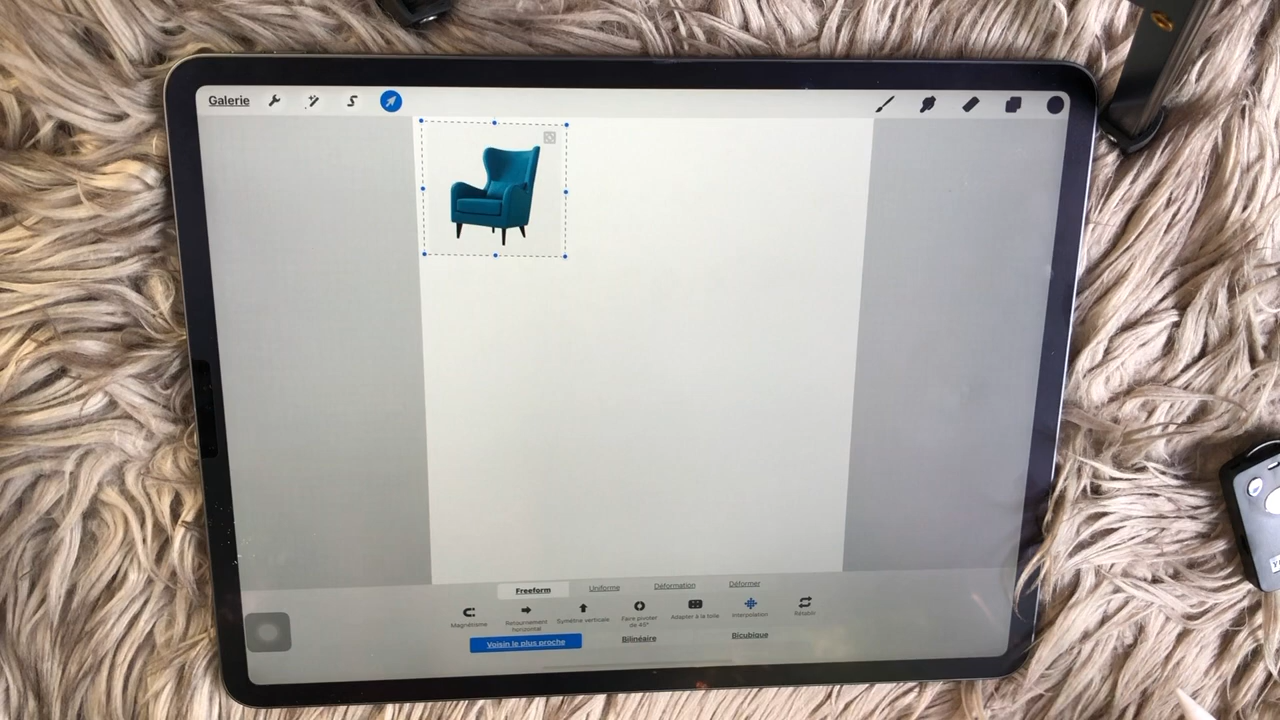 Galerie
Freeform
Uniforme
Déformation
Déformer
Magnétisme
Retournement
horizontal
Symétrie verticale
Faire pivoter
de 45°
Adapter à la toile
Interpolation
Rétablir
Voisin le plus proche
Bilinéaire
Bicubique